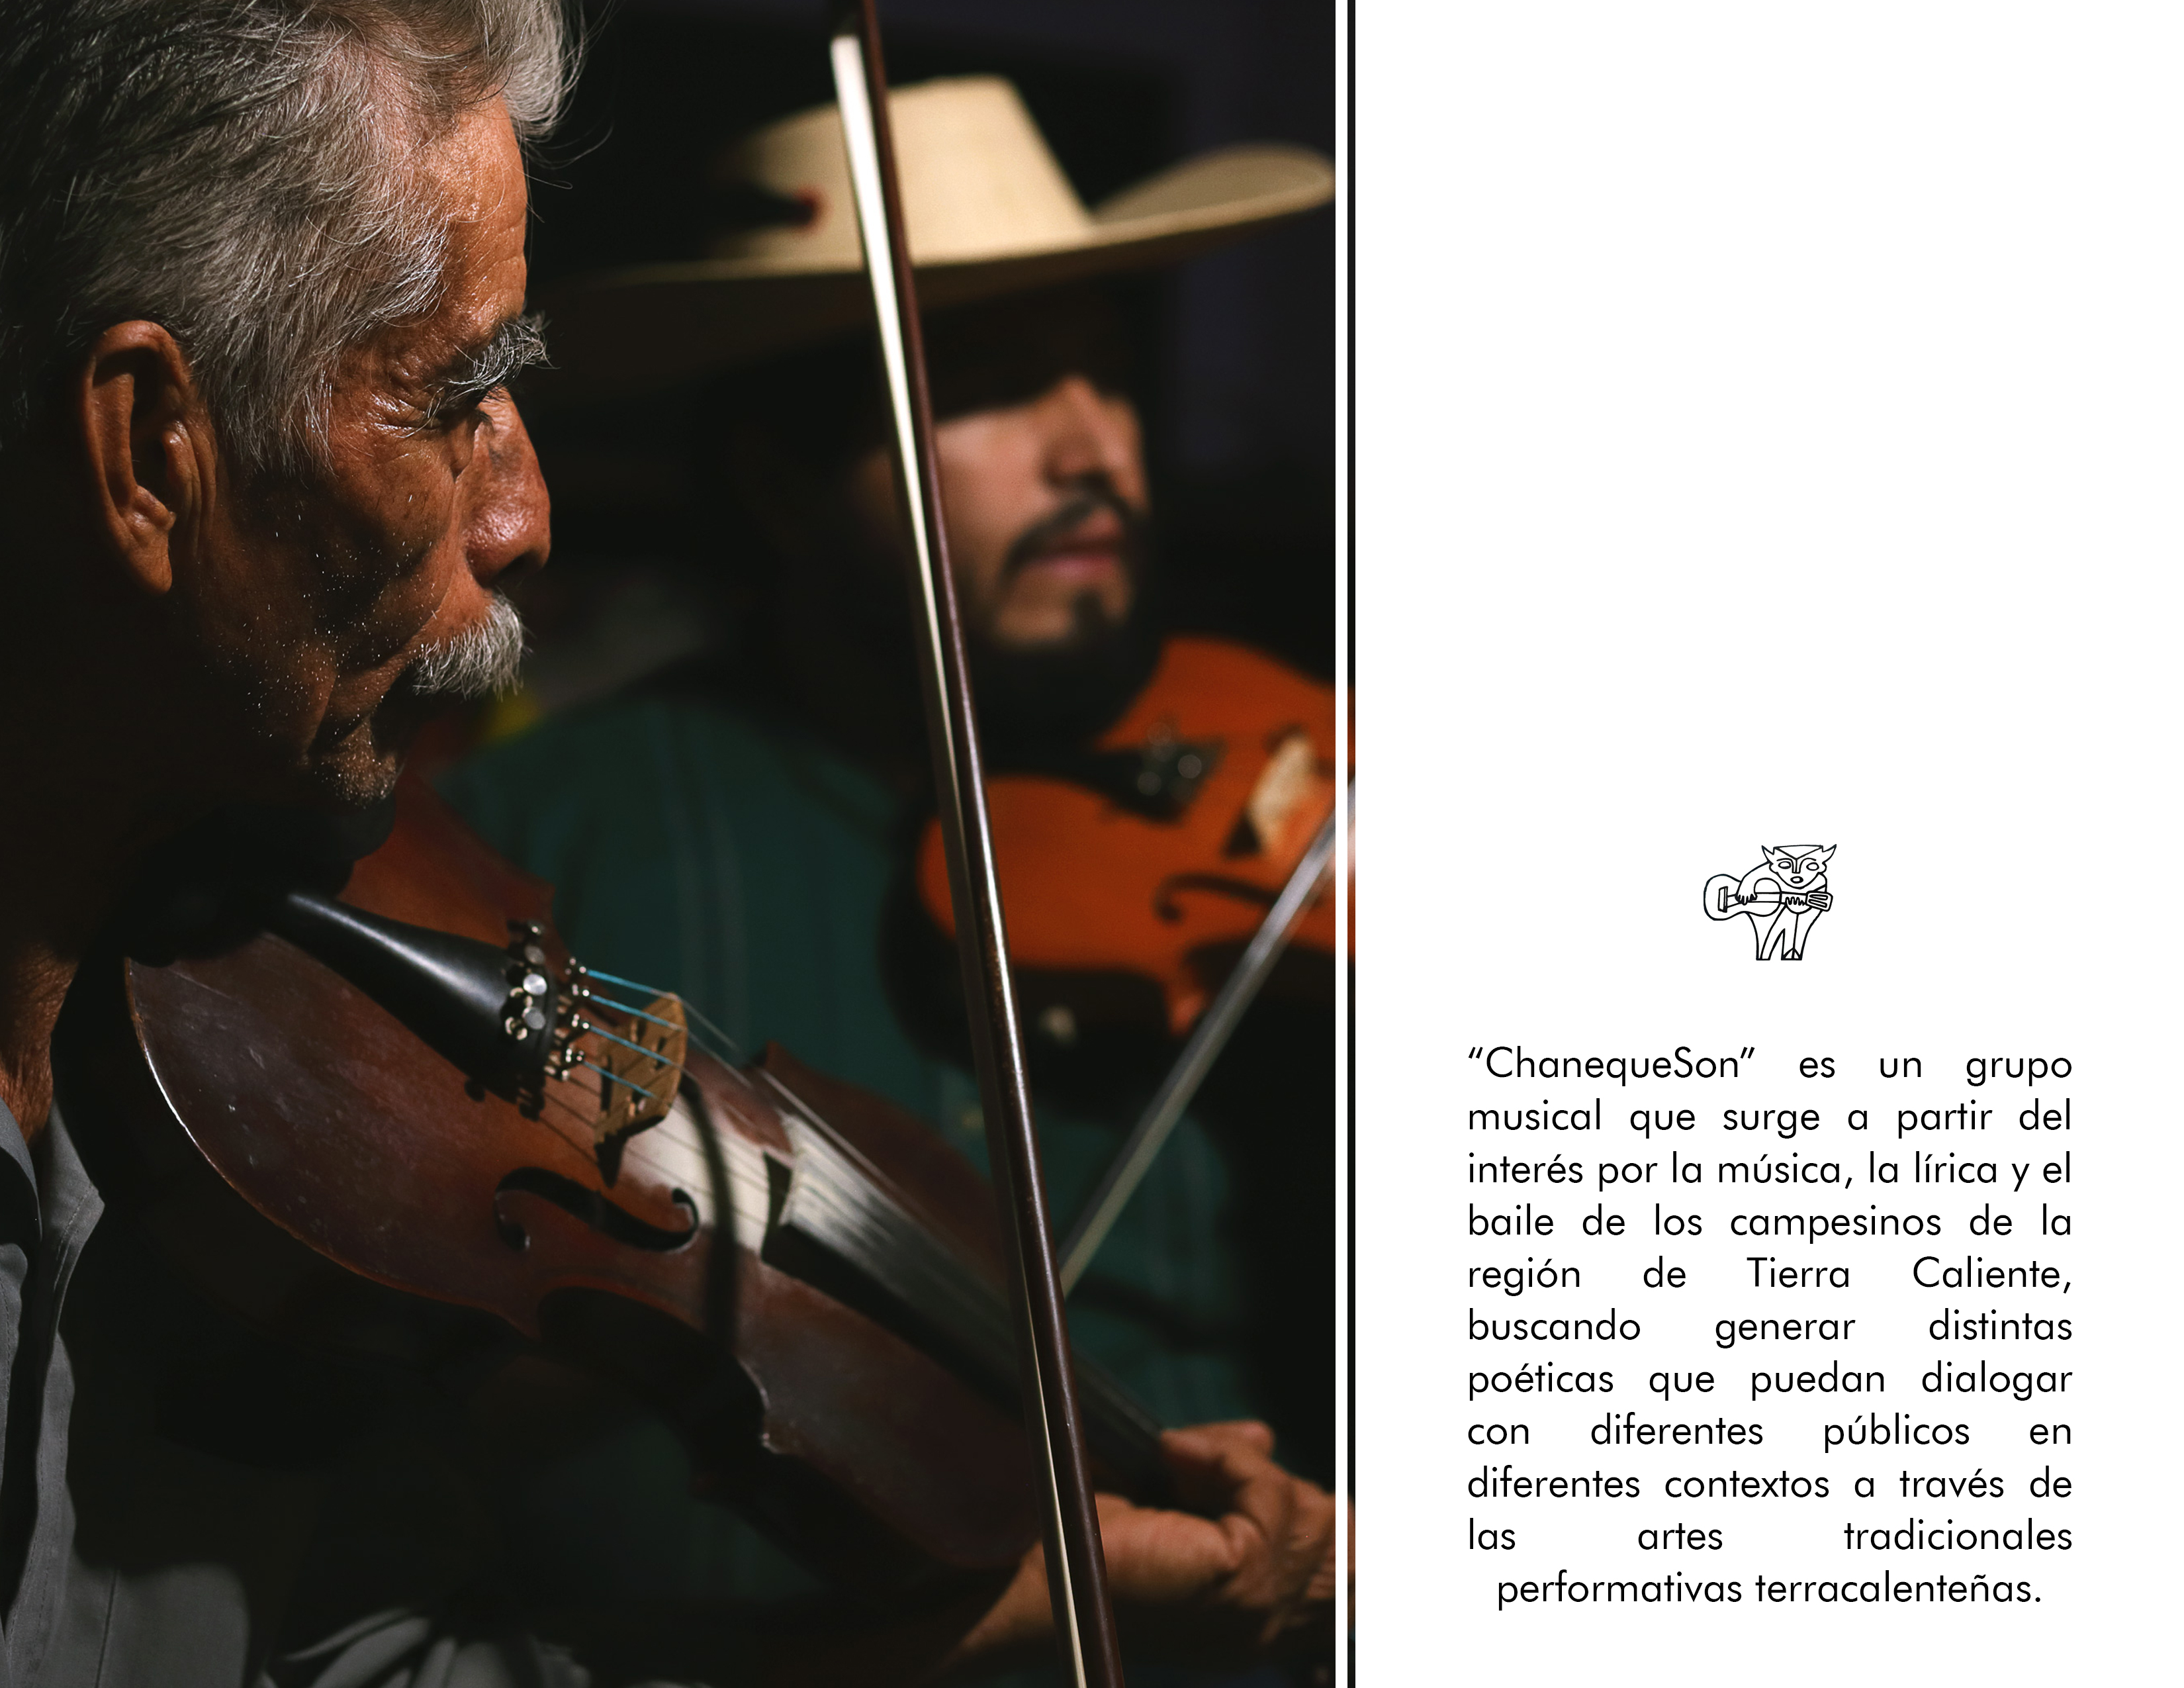 “ChanequeSon” es un grupo
musical que surge a partir del
interés por la música, la lírica y el
baile de los campesinos de la
región de Tierra Caliente,
buscando generar distintas
poéticas que puedan dialogar
con diferentes públicos en
diferentes contextos a través de
las artes tradicionales
performativas terracalenteñas.